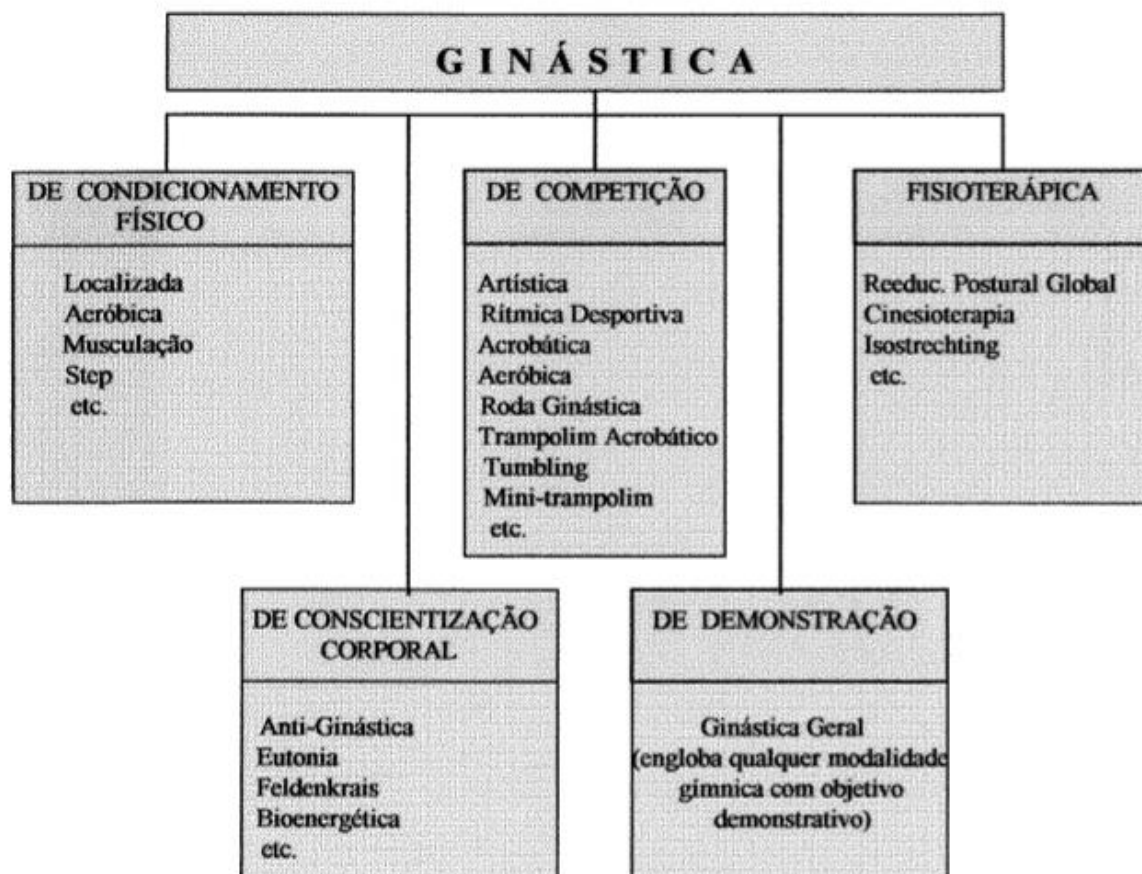 GINÁSTICA
DE CONDICIONAMENTO
FÍSICO
Localizada
Aeróbica
Musculação
Step
etc.
DE COMPETIÇÃO
Artística
Rítmica Desportiva
Acrobática
Aeróbica
Roda Ginástica
Trampolim Acrobático
Tumbling
Mini-trampolim
etc.
FISIOTERÁPICA
Reeduc. Postural Global
Cinesioterapia
Isostrechting
etc.
DE CONSCIENTIZAÇÃO
CORPORAL
Anti-Ginástica
Eutonia
Feldenkrais
Bioenergética
etc.
DE DEMONSTRAÇÃO
Ginástica Geral
(engloba qualquer modalidade
gímnica com objetivo
demonstrativo)